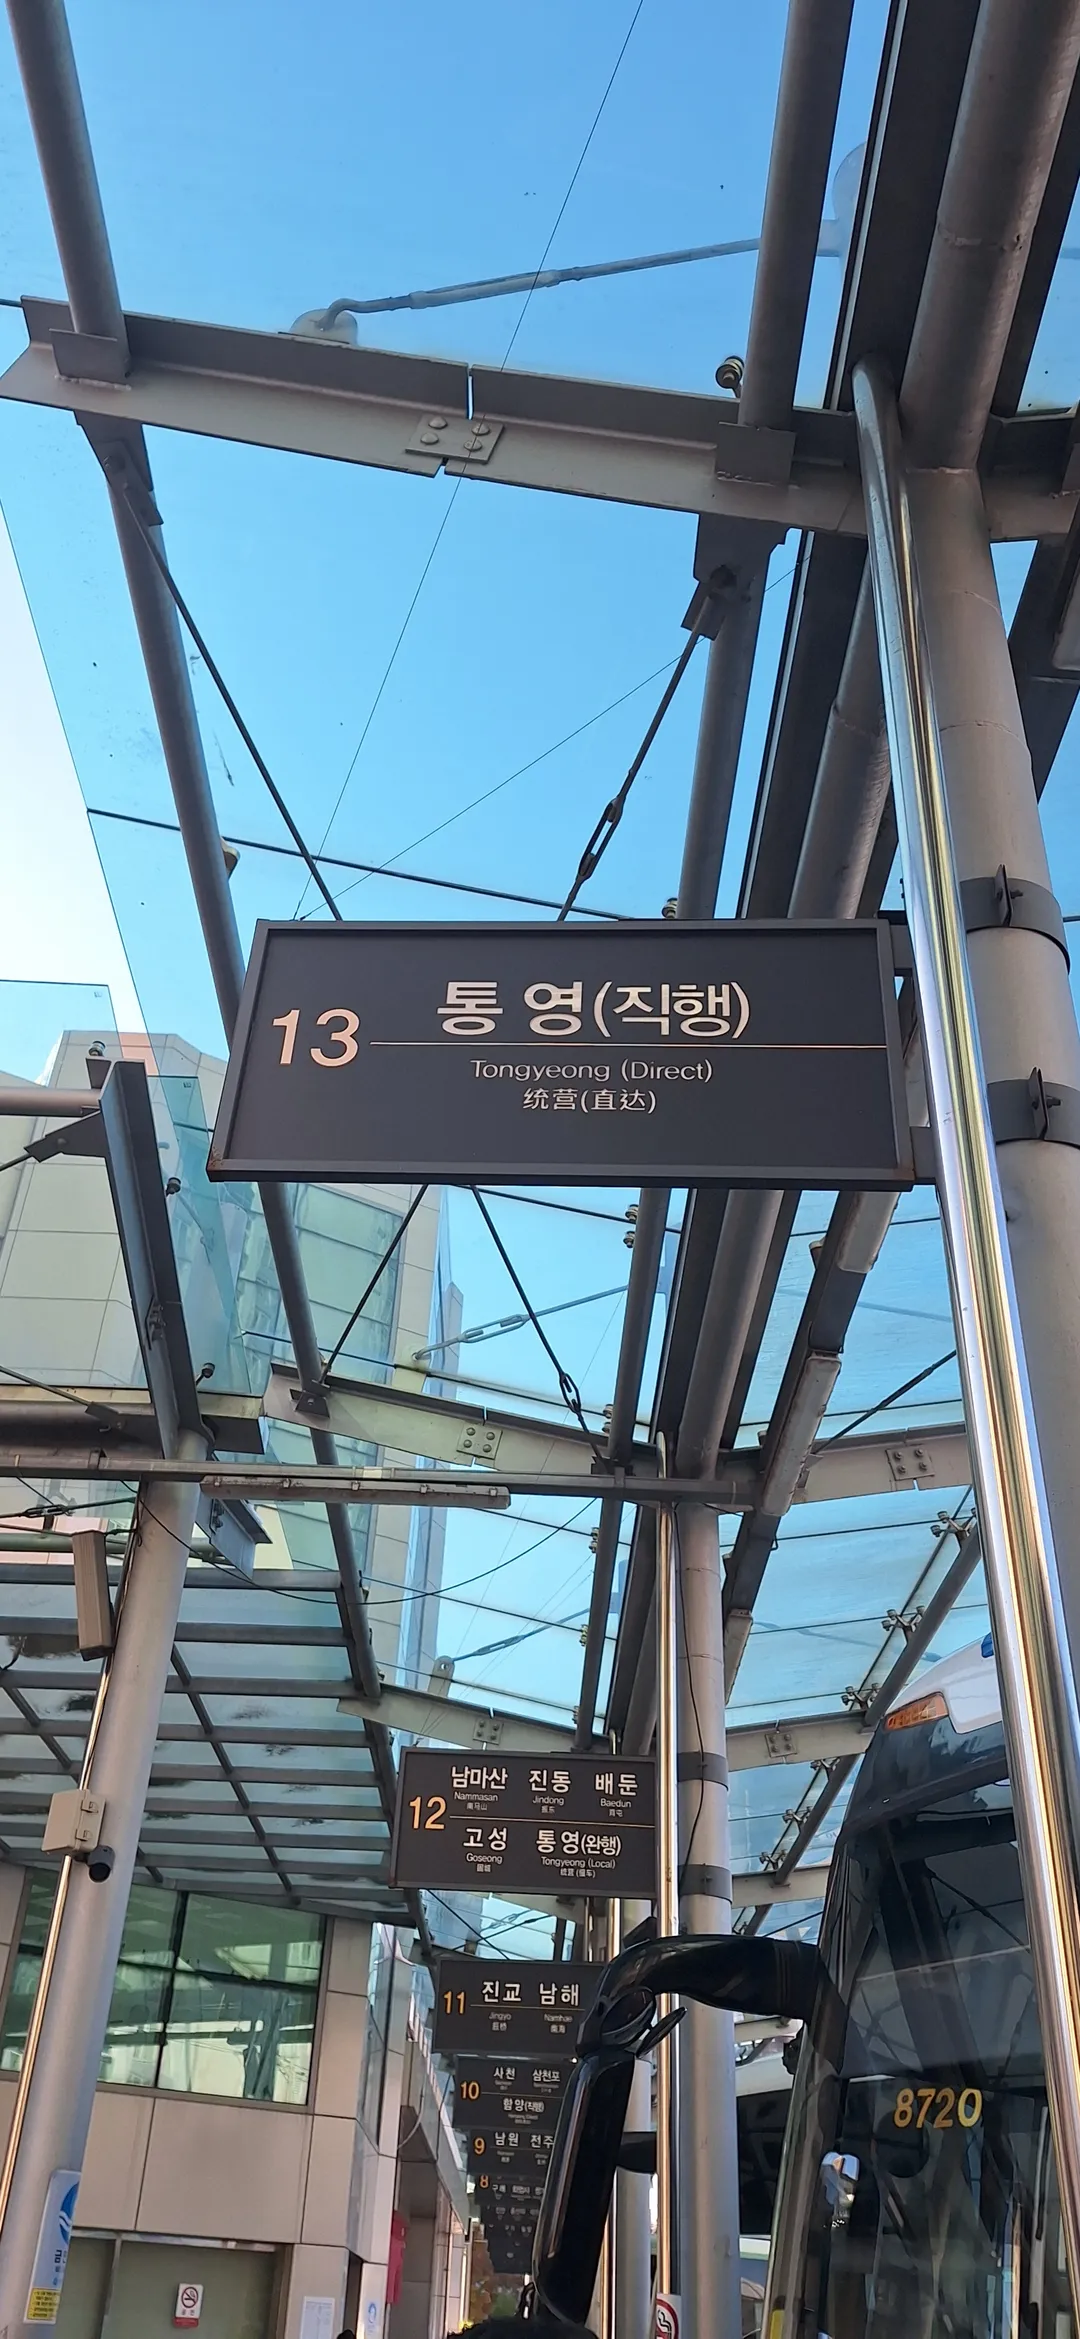 13
통영(직행)
Tongyeong (Direct)
统营(直达)
12
남마산 진동 배둔
Nammasan Jindong Baedun
고성 통영(완행)
Goseong Tongyeong (Local)
11
진교 남해
Jingyo Namhae
10
사천 삼천포
함양(직행)
9
남원 전주
8
구례
8720